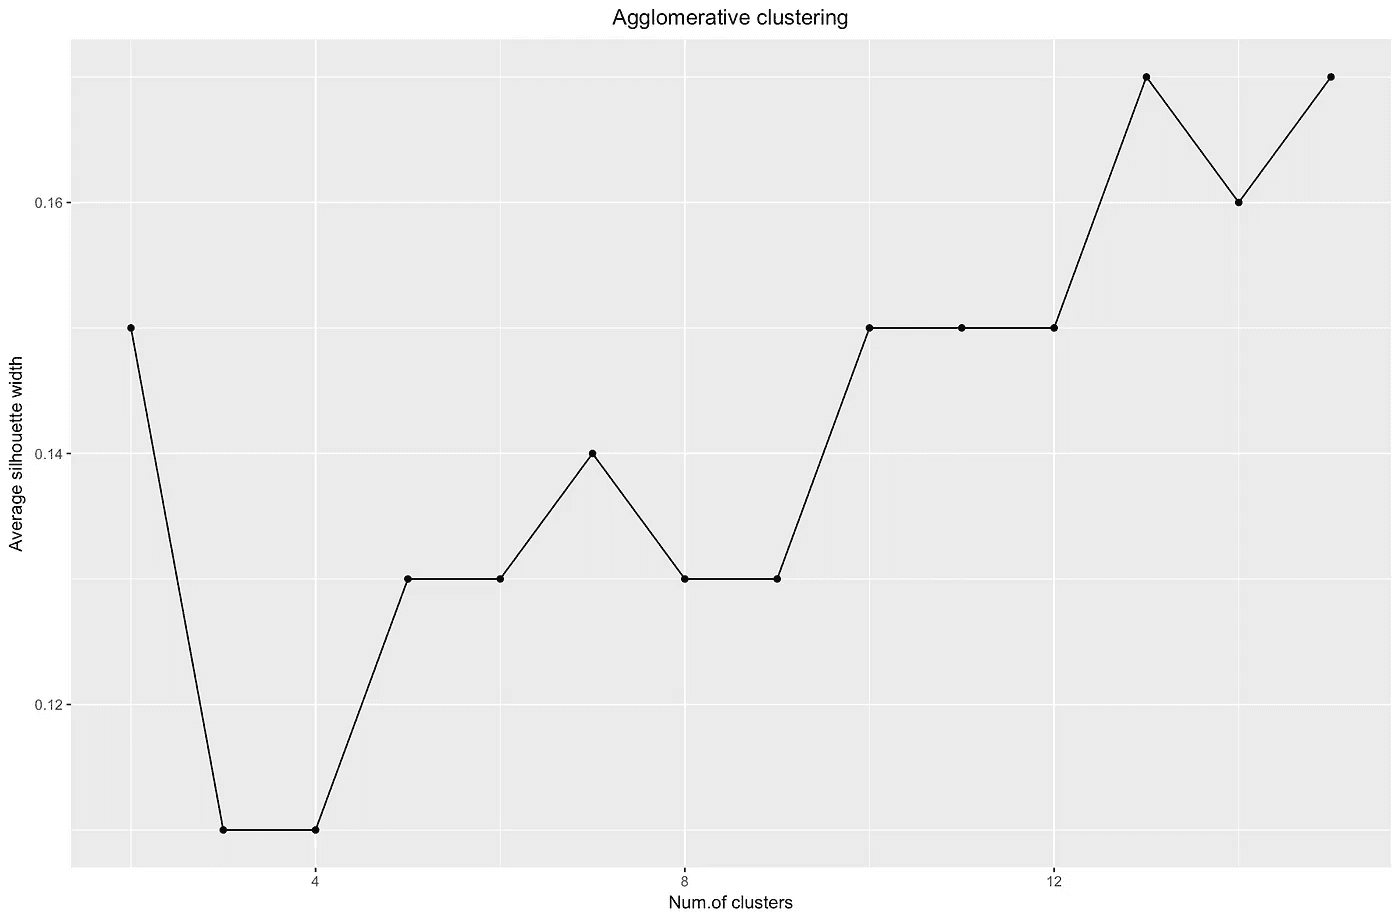 Agglomerative clustering
Average silhouette width
0.16
0.14
0.12
4
8
12
Num.of clusters